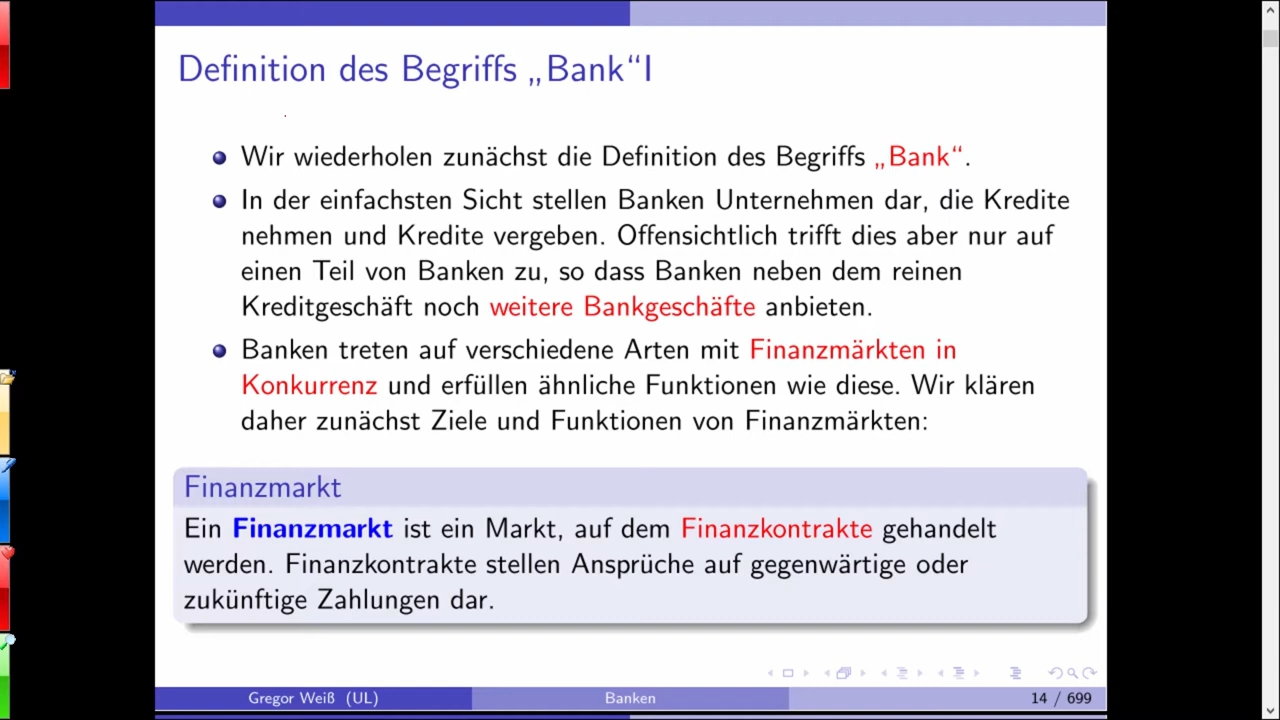 Definition des Begriffs „Bank“I
Wir wiederholen zunächst die Definition des Begriffs „Bank“.
In der einfachsten Sicht stellen Banken Unternehmen dar, die Kredite
nehmen und Kredite vergeben. Offensichtlich trifft dies aber nur auf
einen Teil von Banken zu, so dass Banken neben dem reinen
Kreditgeschäft noch weitere Bankgeschäfte anbieten.
Banken treten auf verschiedene Arten mit Finanzmärkten in
Konkurrenz und erfüllen ähnliche Funktionen wie diese. Wir klären
daher zunächst Ziele und Funktionen von Finanzmärkten:
Finanzmarkt
Ein Finanzmarkt ist ein Markt, auf dem Finanzkontrakte gehandelt
werden. Finanzkontrakte stellen Ansprüche auf gegenwärtige oder
zukünftige Zahlungen dar.
Gregor Weiß (UL) Banken 14 / 699